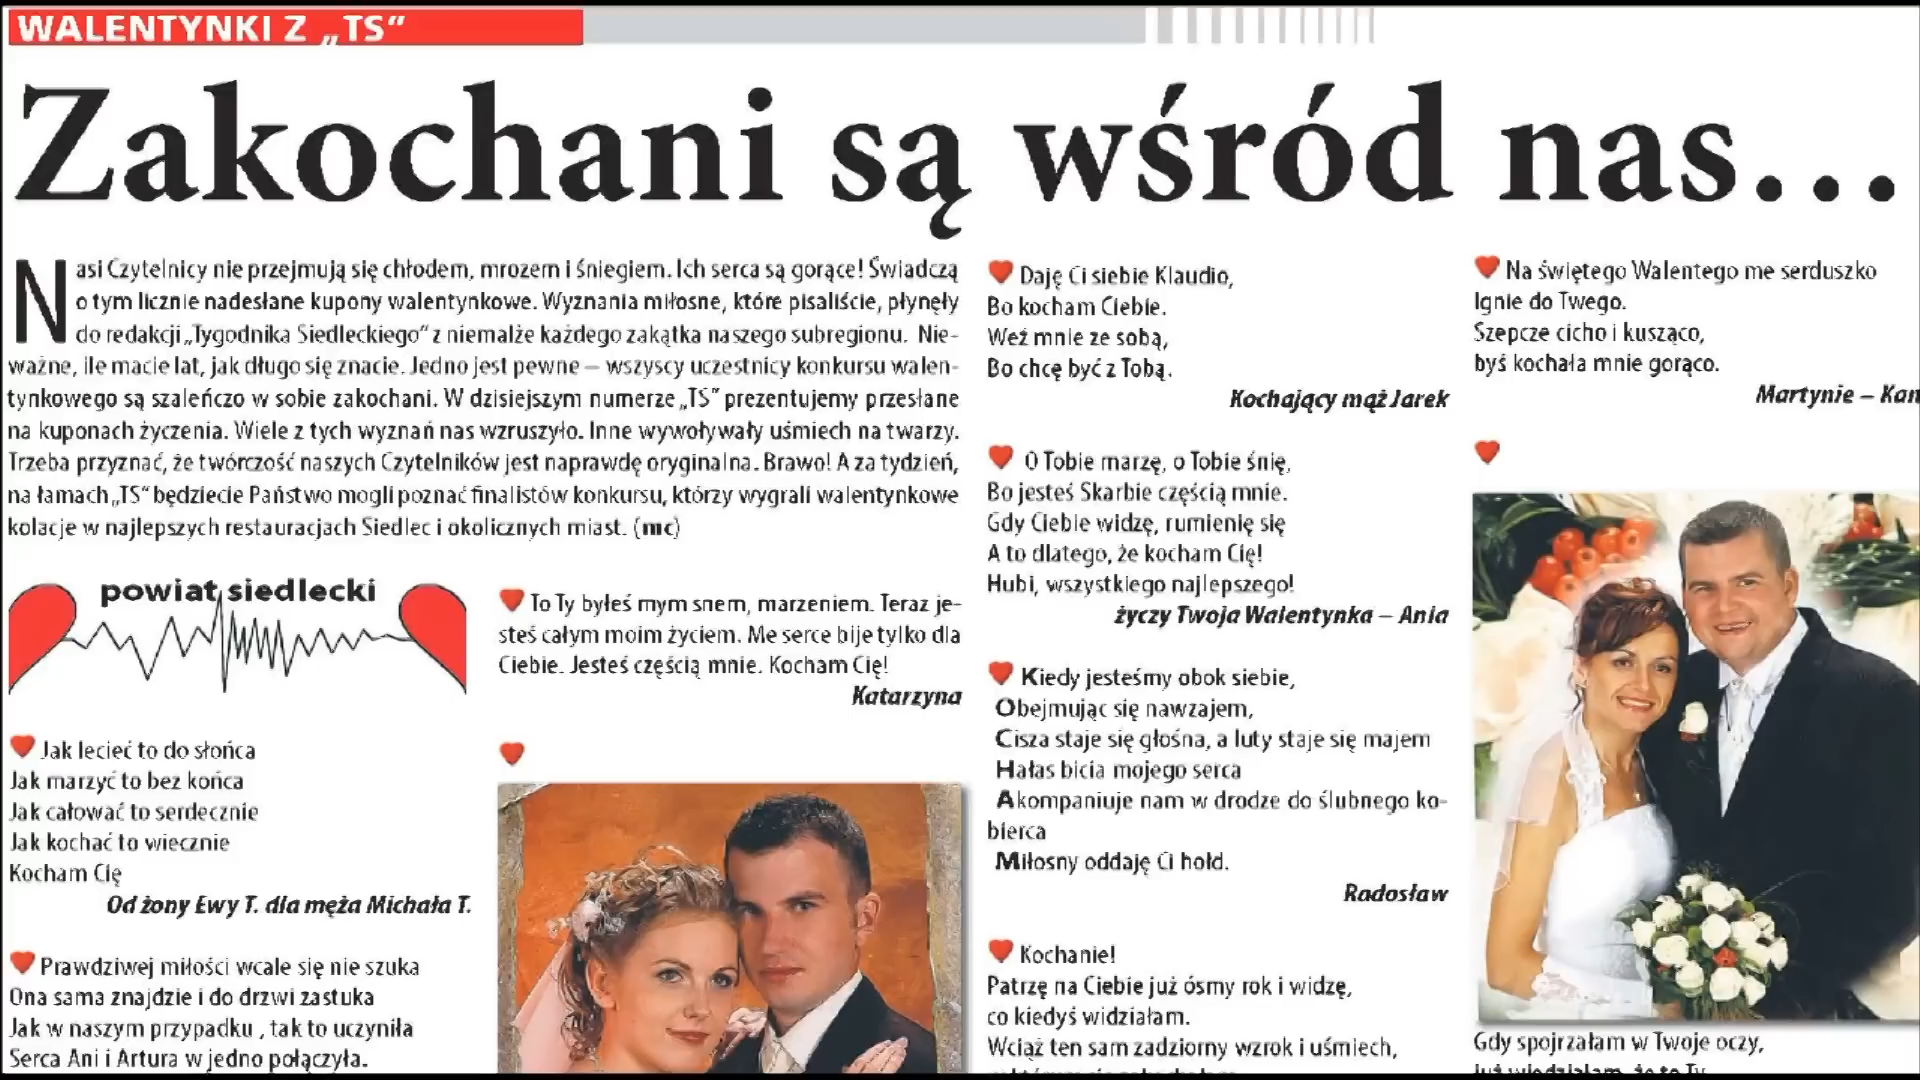 WALENTYNKI Z „TS”
Zakochani są wśród nas…
Nasi Czytelnicy nie przejmują się chłodem, mrozem i śniegiem. Ich serca są gorące! Świadczą
o tym licznie nadesłane kupony walentynkowe. Wyznania miłosne, które pisaliście, płynęły
do redakcji „Tygodnika Siedleckiego” z niemalże każdego zakątka naszego subregionu. Nie-
ważne, ile macie lat, jak długo się znacie. Jedno jest pewne – wszyscy uczestnicy konkursu walen-
tynkowego są szaleńczo w sobie zakochani. W dzisiejszym numerze „TS” prezentujemy przesłane
na kuponach życzenia. Wiele z tych wyznań nas wzruszyło. Inne wywoływały uśmiech na twarzy.
Trzeba przyznać, że twórczość naszych Czytelników jest naprawdę oryginalna. Brawo! A za tydzień,
na łamach „TS” będziecie Państwo mogli poznać finalistów konkursu, którzy wygrali walentynkowe
kolacje w najlepszych restauracjach Siedlec i okolicznych miast. (mc)
powiat siedlecki
Jak lecieć to do słońca
Jak marzyć to bez końca
Jak całować to serdecznie
Jak kochać to wiecznie
Kocham Cię
Od żony Ewy T. dla męża Michała T.
Prawdziwej miłości wcale się nie szuka
Ona sama znajdzie i do drzwi zastuka
Jak w naszym przypadku , tak to uczyniła
Serca Ani i Artura w jedno połączyła.
To Ty byłeś mym snem, marzeniem. Teraz je-
steś całym moim życiem. Me serce bije tylko dla
Ciebie. Jesteś częścią mnie. Kocham Cię!
Katarzyna
Daję Ci siebie Klaudio,
Bo kocham Ciebie.
Weź mnie ze sobą,
Bo chcę być z Tobą.
Kochający mąż Jarek
O Tobie marzę, o Tobie śnię,
Bo jesteś Skarbie częścią mnie.
Gdy Ciebie widzę, rumienię się
A to dlatego, że kocham Cię!
Hubi, wszystkiego najlepszego!
życzy Twoja Walentynka – Ania
Kiedy jesteśmy obok siebie,
Obejmując się nawzajem,
Cisza staje się głośna, a luty staje się majem
Hałas bicia mojego serca
Akompaniuje nam w drodze do ślubnego ko-
bierca
Miłosny oddaję Ci hołd.
Radosław
Kochanie!
Patrzę na Ciebie już ósmy rok i widzę,
co kiedyś widziałam.
Wciąż ten sam zadziorny wzrok i uśmiech,
Na świętego Walentego me serduszko
lgnie do Twego.
Szepcze cicho i kusząco,
byś kochała mnie gorąco.
Martynie – Kam
Gdy spojrzałam w Twoje oczy,
już wiedziałam, że to Ty